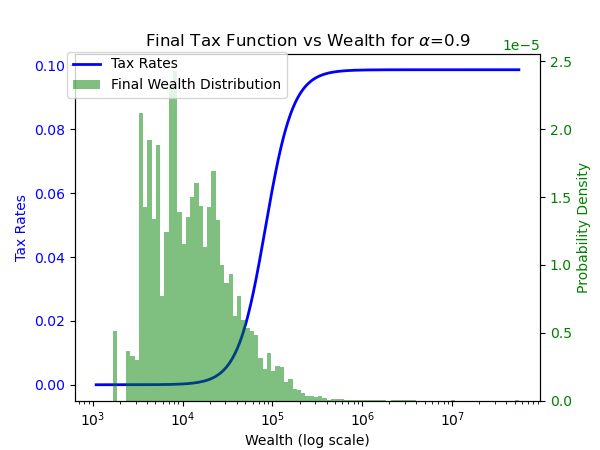 Final Tax Function vs Wealth for α=0.9
1e−5
Tax Rates
Final Wealth Distribution
0.10
0.08
0.06
0.04
0.02
0.00
Tax Rates
2.5
2.0
1.5
1.0
0.5
0.0
Probability Density
10³ 10⁴ 10⁵ 10⁶ 10⁷
Wealth (log scale)